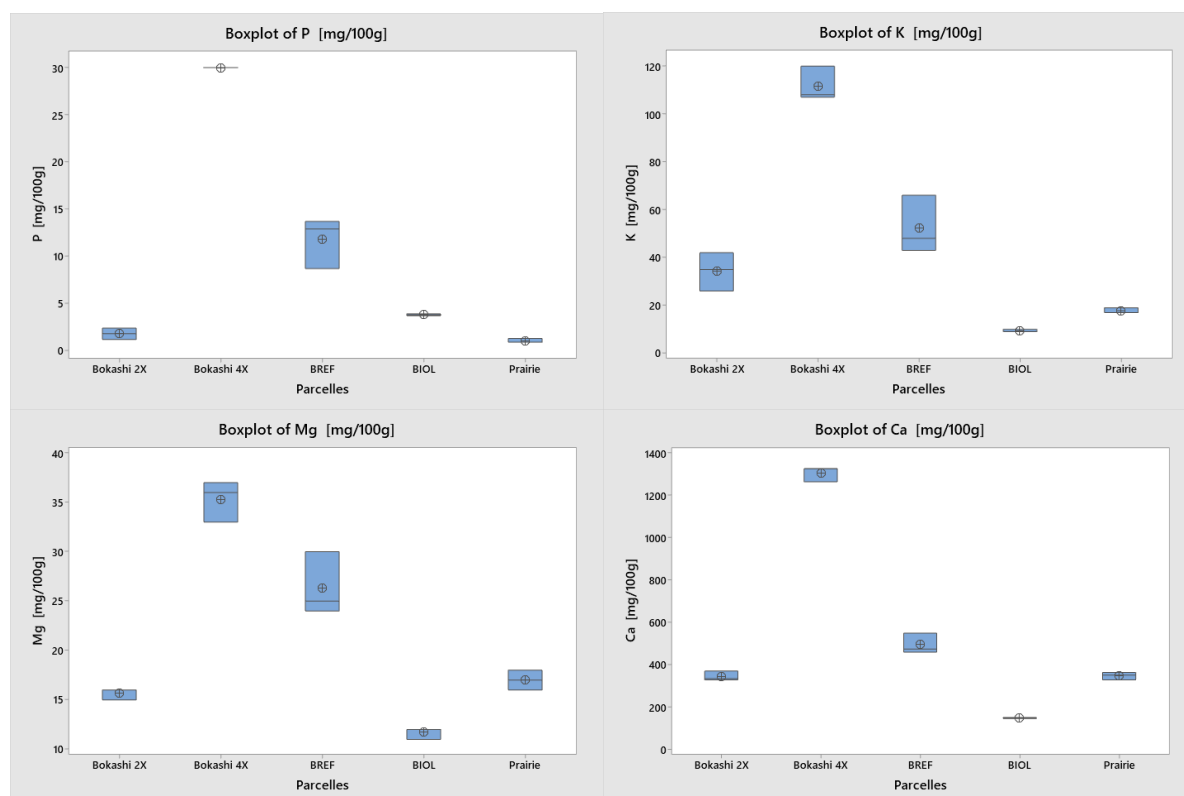 Boxplot of P [mg/100g]
30
25
20
15
10
5
0
P [mg/100g]
Bokashi 2X Bokashi 4X BREF BIOL Prairie
Parcelles
Boxplot of K [mg/100g]
120
100
80
60
40
20
0
K [mg/100g]
Bokashi 2X Bokashi 4X BREF BIOL Prairie
Parcelles
Boxplot of Mg [mg/100g]
40
35
30
25
20
15
10
Mg [mg/100g]
Bokashi 2X Bokashi 4X BREF BIOL Prairie
Parcelles
Boxplot of Ca [mg/100g]
1400
1200
1000
800
600
400
200
0
Ca [mg/100g]
Bokashi 2X Bokashi 4X BREF BIOL Prairie
Parcelles